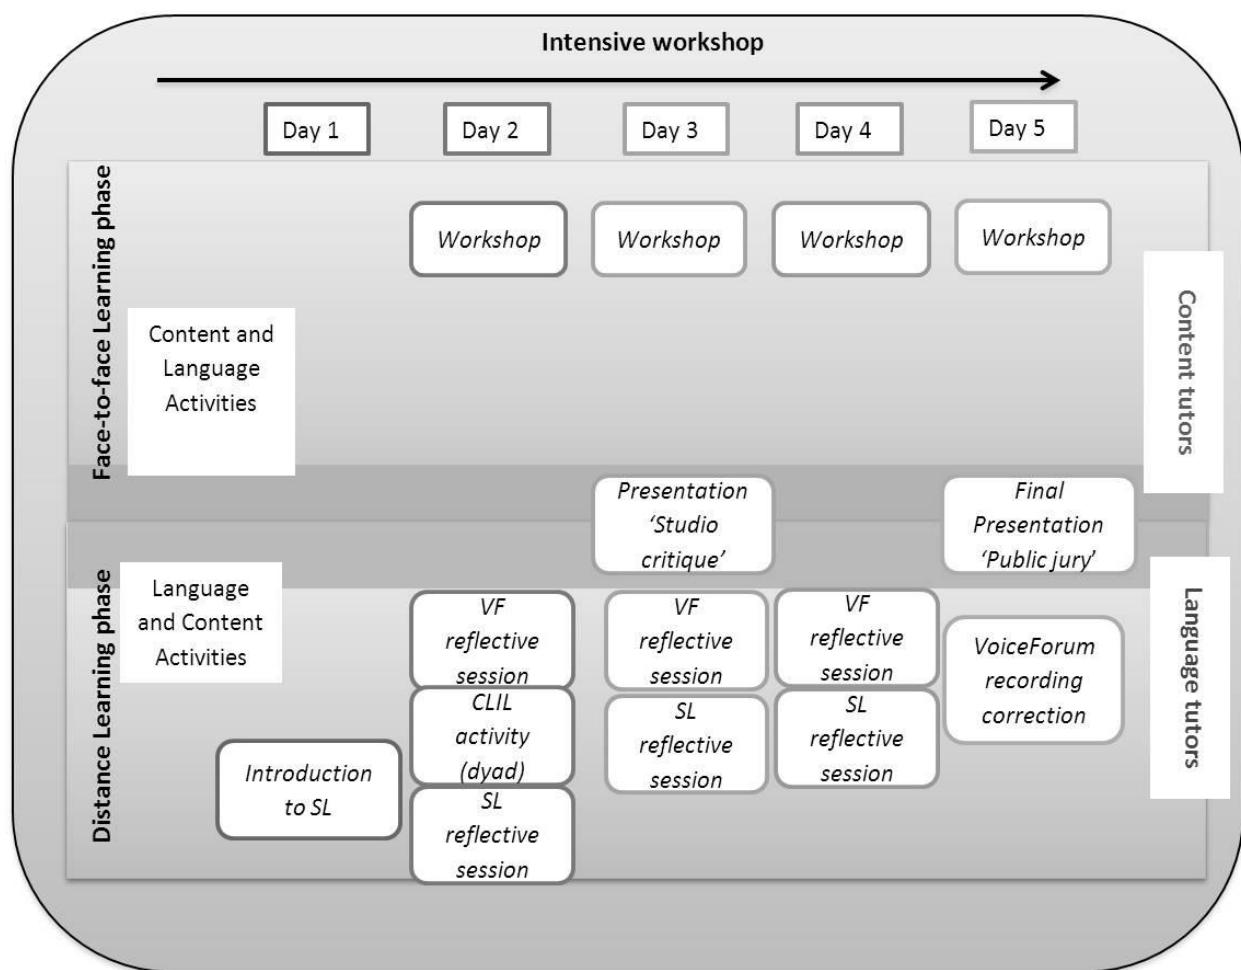 Intensive workshop
Day 1
Day 2
Day 3
Day 4
Day 5
Face-to-face Learning phase
Workshop
Workshop
Workshop
Workshop
Content and
Language
Activities
Content tutors
Presentation
‘Studio
critique’
Final
Presentation
‘Public jury’
Distance Learning phase
Language
and Content
Activities
Introduction
to SL
VF
reflective
session
CLIL
activity
(dyad)
SL
reflective
session
VF
reflective
session
SL
reflective
session
VF
reflective
session
SL
reflective
session
VoiceForum
recording
correction
Language tutors